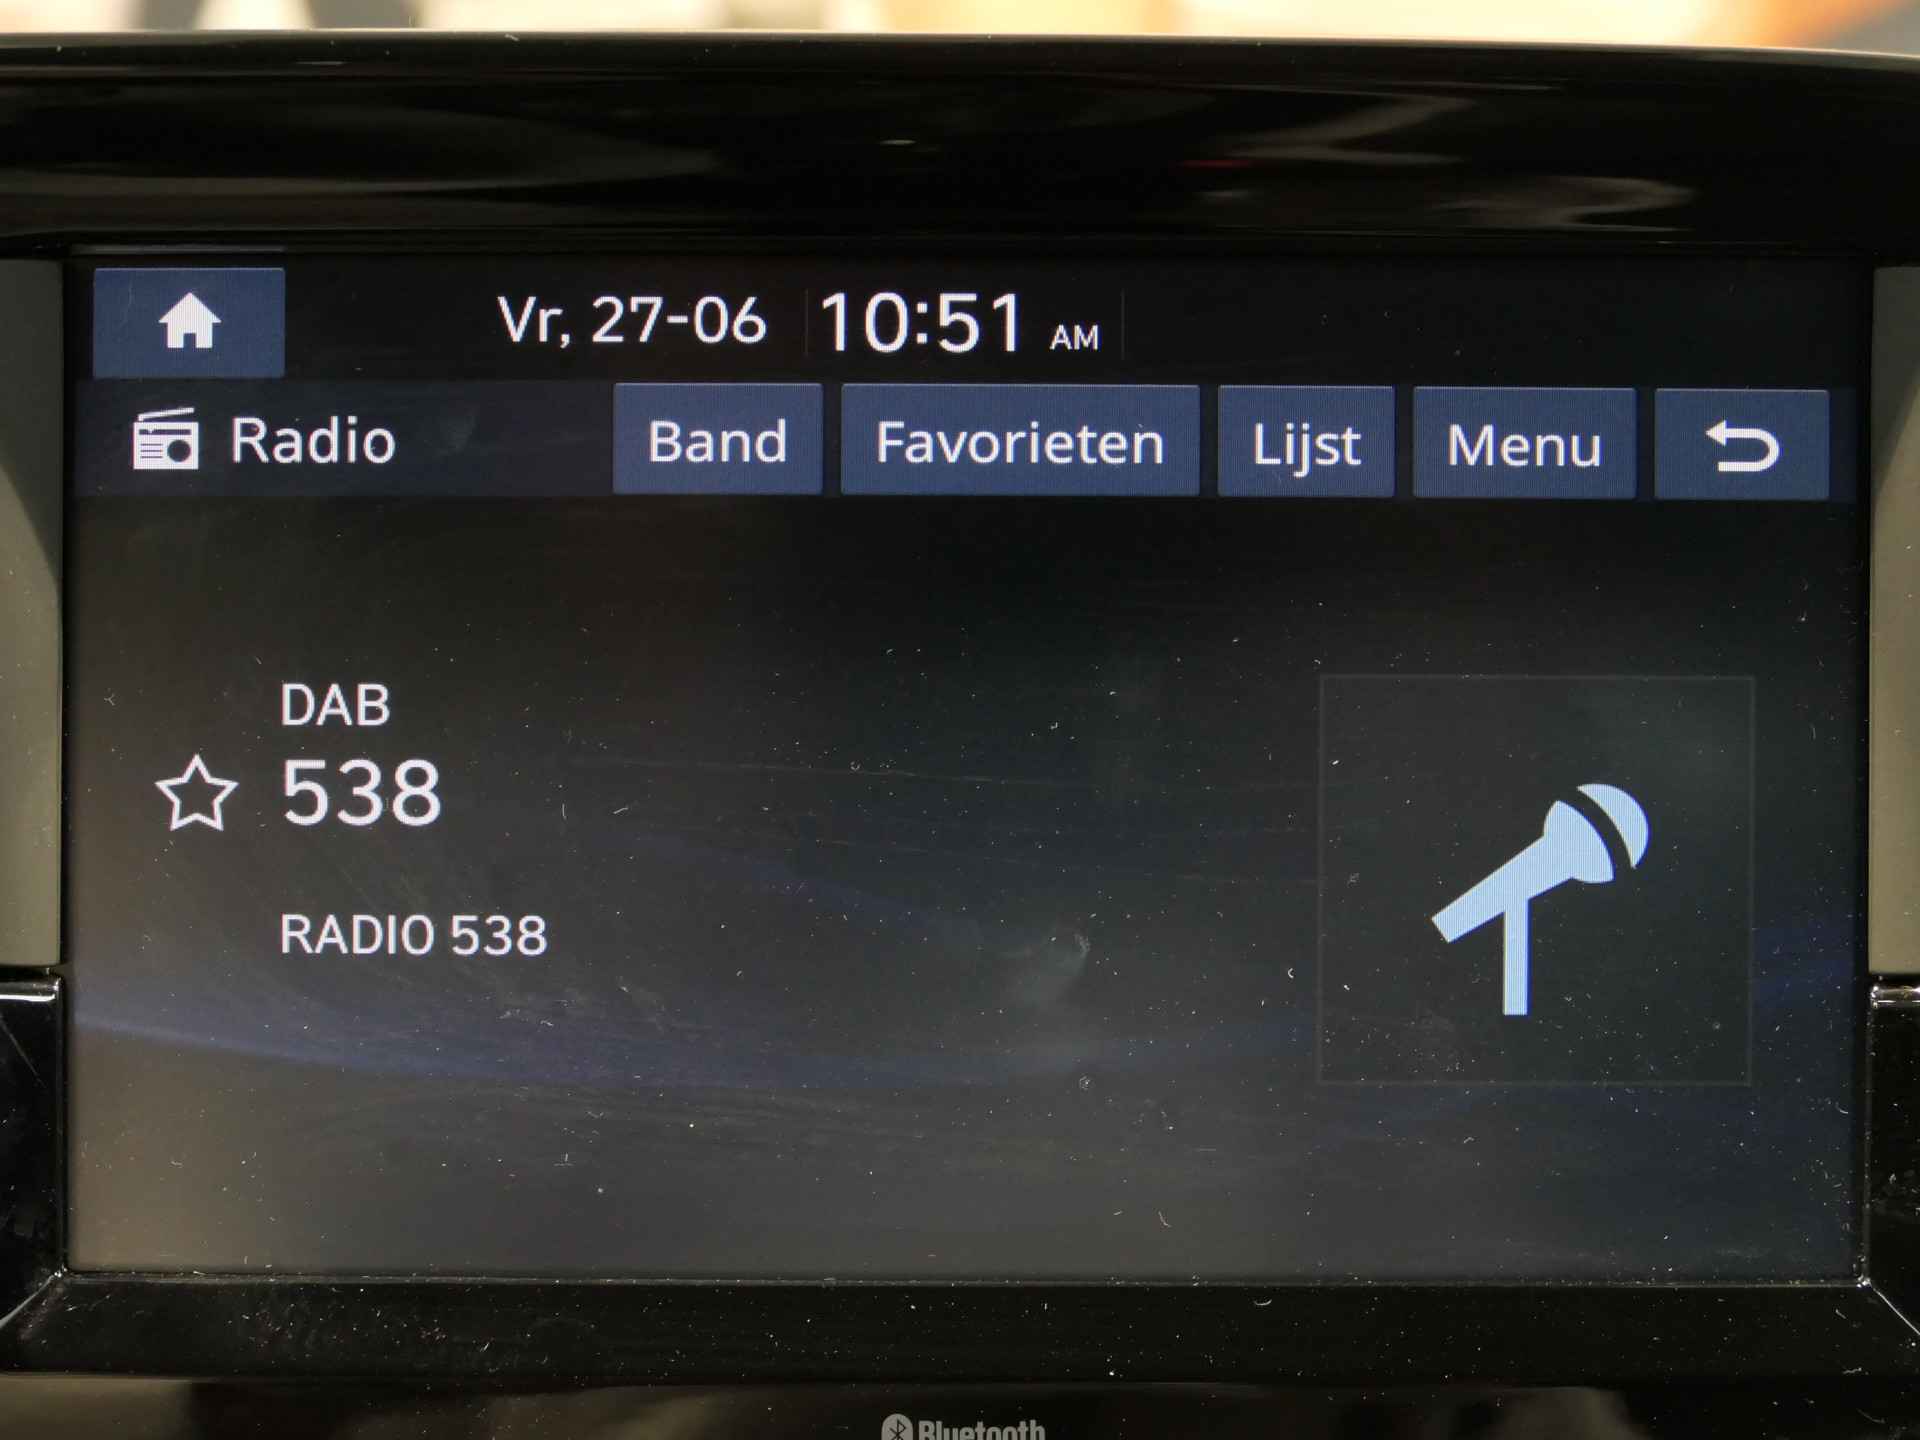 Vr, 27-06 10:51 AM
Radio Band Favorieten Lijst Menu
DAB
538
RADIO 538
Bluetooth